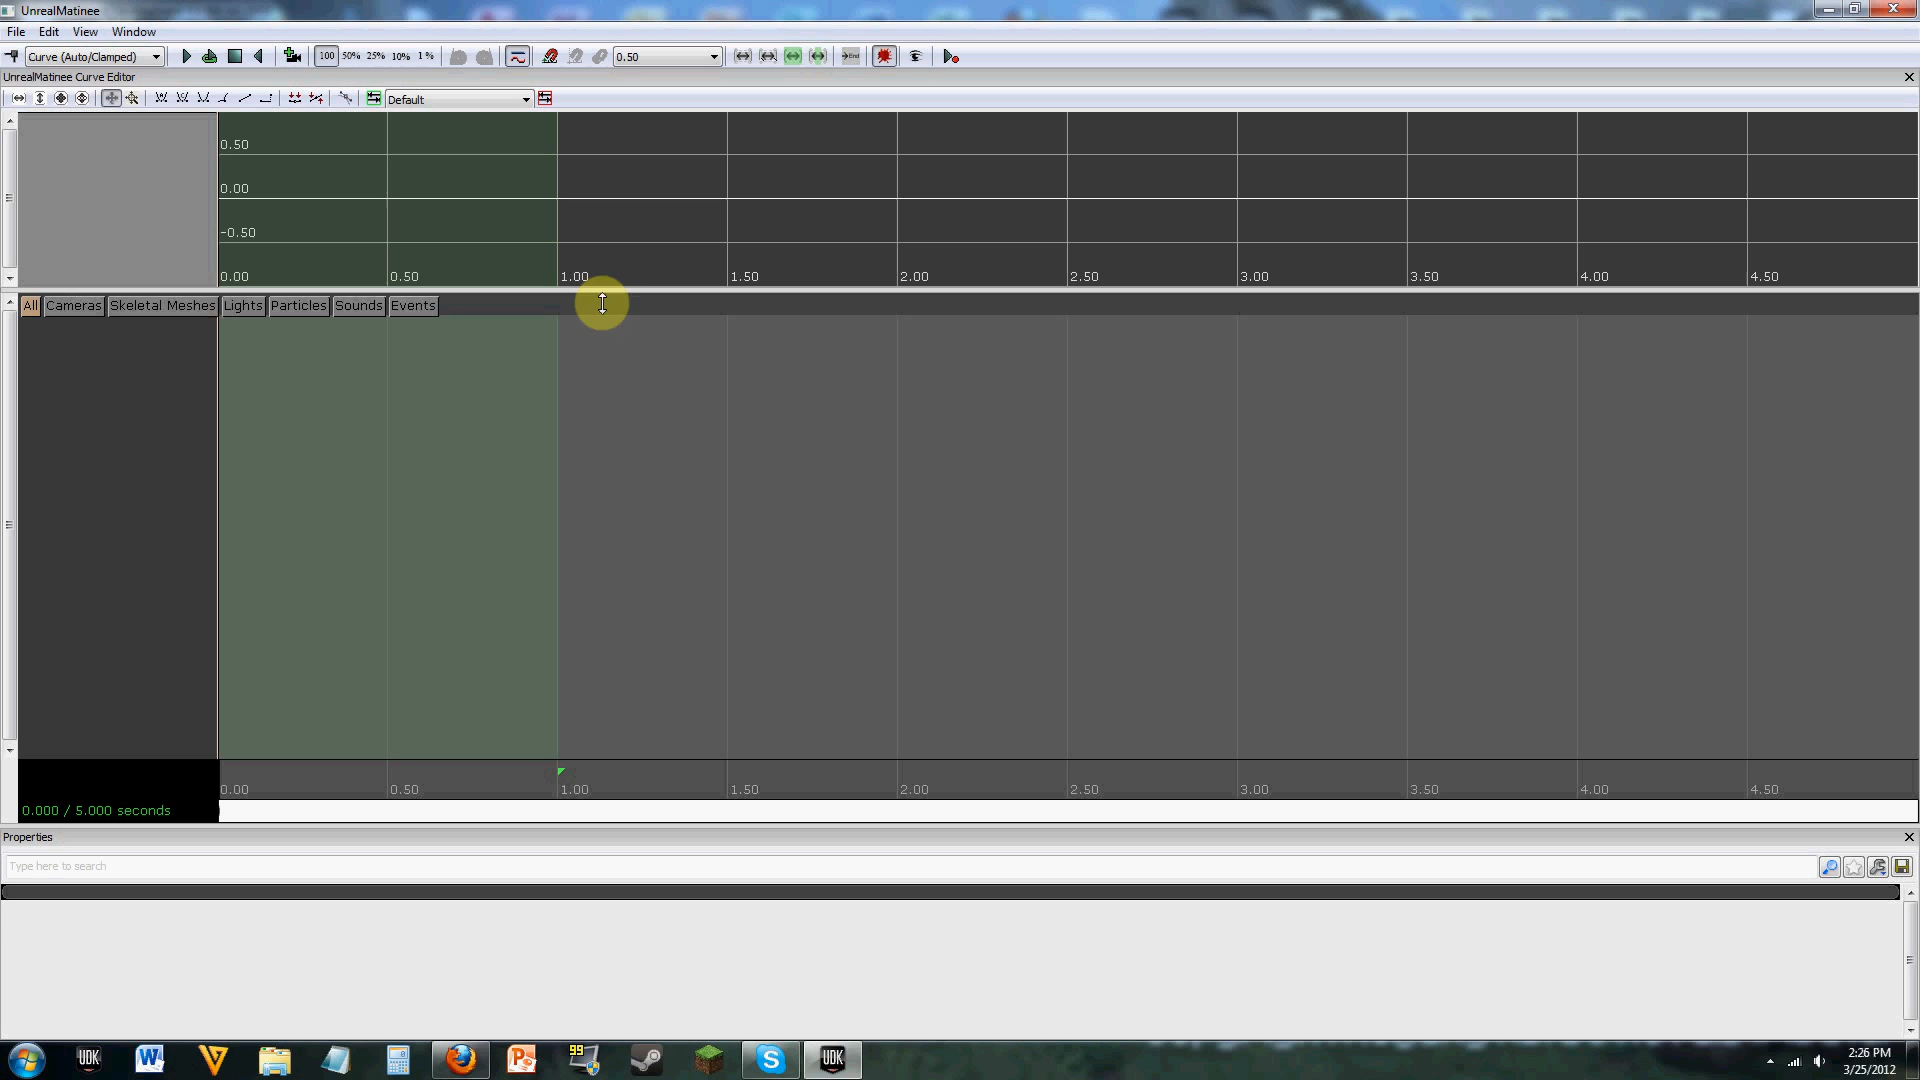 UnrealMatinee
File Edit View Window
Curve (Auto/Clamped) 100 50% 25% 10% 1 % 0.50 End
UnrealMatinee Curve Editor
Default
0.50
0.00
-0.50
0.00 0.50 1.00 1.50 2.00 2.50 3.00 3.50 4.00 4.50
All Cameras Skeletal Meshes Lights Particles Sounds Events
0.00 0.50 1.00 1.50 2.00 2.50 3.00 3.50 4.00 4.50
0.000 / 5.000 seconds
Properties
Type here to search
UDK W P 99 S UDK
2:26 PM
3/25/2012